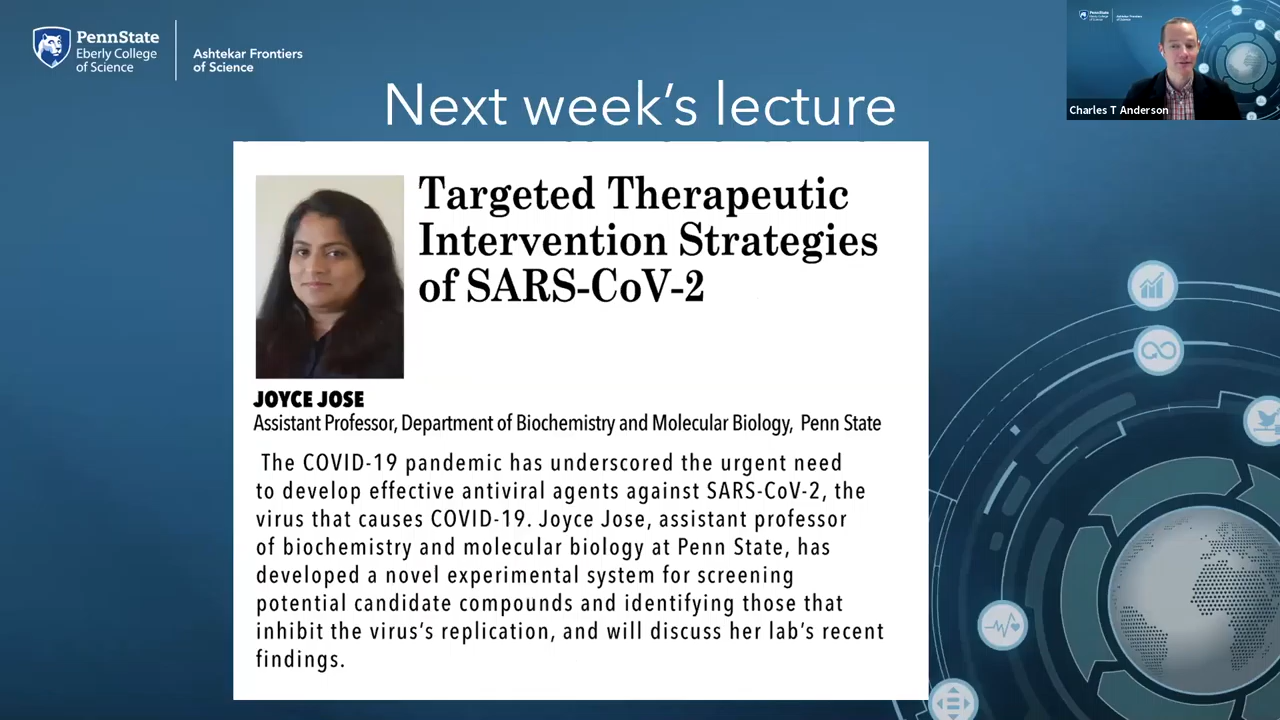 PennState
Eberly College
of Science
Ashtekar Frontiers
of Science
Charles T Anderson
Next week's lecture
Targeted Therapeutic
Intervention Strategies
of SARS-CoV-2
JOYCE JOSE
Assistant Professor, Department of Biochemistry and Molecular Biology, Penn State
The COVID-19 pandemic has underscored the urgent need
to develop effective antiviral agents against SARS-CoV-2, the
virus that causes COVID-19. Joyce Jose, assistant professor
of biochemistry and molecular biology at Penn State, has
developed a novel experimental system for screening
potential candidate compounds and identifying those that
inhibit the virus's replication, and will discuss her lab's recent
findings.